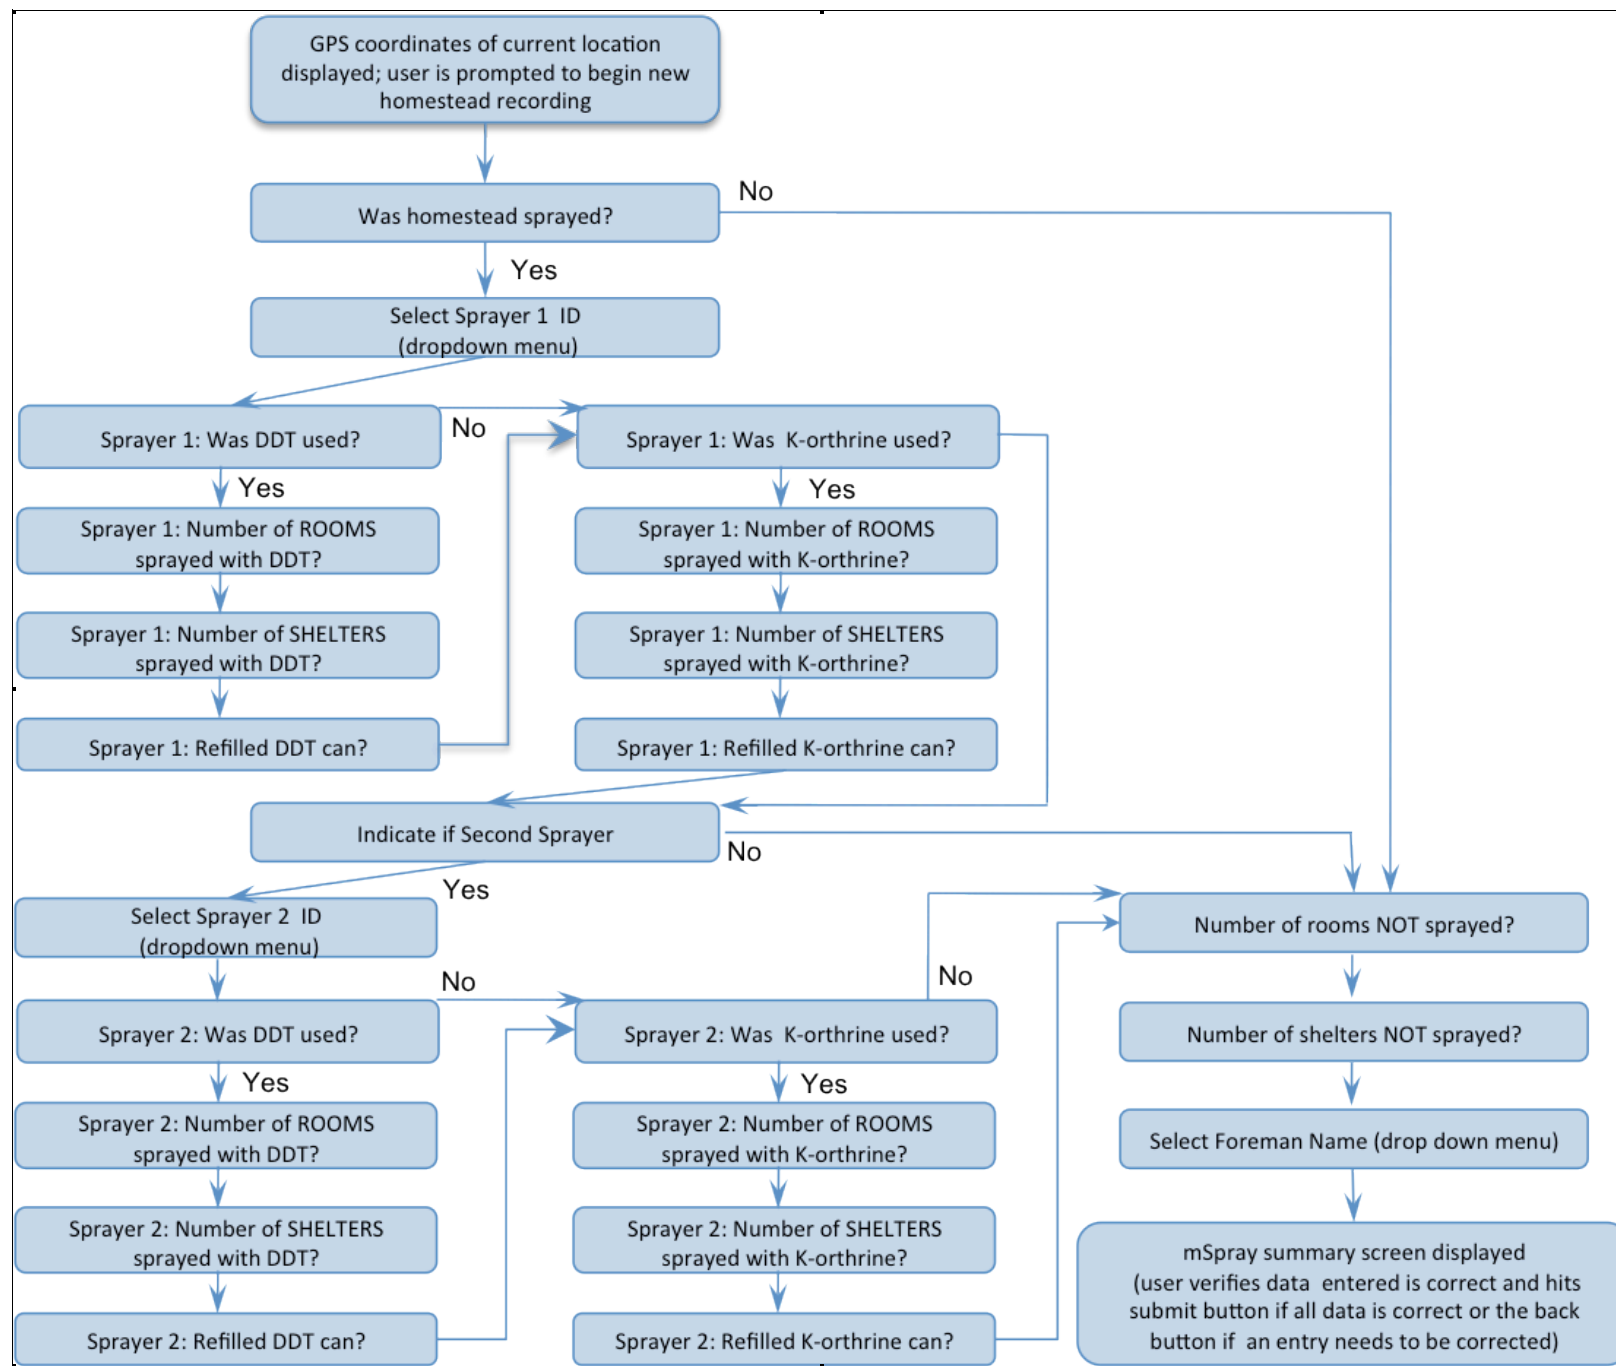 GPS coordinates of current location
displayed; user is prompted to begin new
homestead recording
No
Was homestead sprayed?
Yes
Select Sprayer 1 ID
(dropdown menu)
Sprayer 1: Was DDT used?
No
Sprayer 1: Was K-orthrine used?
Yes
Yes
Sprayer 1: Number of ROOMS
sprayed with DDT?
Sprayer 1: Number of ROOMS
sprayed with K-orthrine?
Sprayer 1: Number of SHELTERS
sprayed with DDT?
Sprayer 1: Number of SHELTERS
sprayed with K-orthrine?
Sprayer 1: Refilled DDT can?
Sprayer 1: Refilled K-orthrine can?
Indicate if Second Sprayer
No
Yes
Select Sprayer 2 ID
(dropdown menu)
No
No
Sprayer 2: Was DDT used?
Sprayer 2: Was K-orthrine used?
Yes
Yes
Sprayer 2: Number of ROOMS
sprayed with DDT?
Sprayer 2: Number of ROOMS
sprayed with K-orthrine?
Sprayer 2: Number of SHELTERS
sprayed with DDT?
Sprayer 2: Number of SHELTERS
sprayed with K-orthrine?
Sprayer 2: Refilled DDT can?
Sprayer 2: Refilled K-orthrine can?
Number of rooms NOT sprayed?
Number of shelters NOT sprayed?
Select Foreman Name (drop down menu)
mSpray summary screen displayed
(user verifies data entered is correct and hits
submit button if all data is correct or the back
button if an entry needs to be corrected)